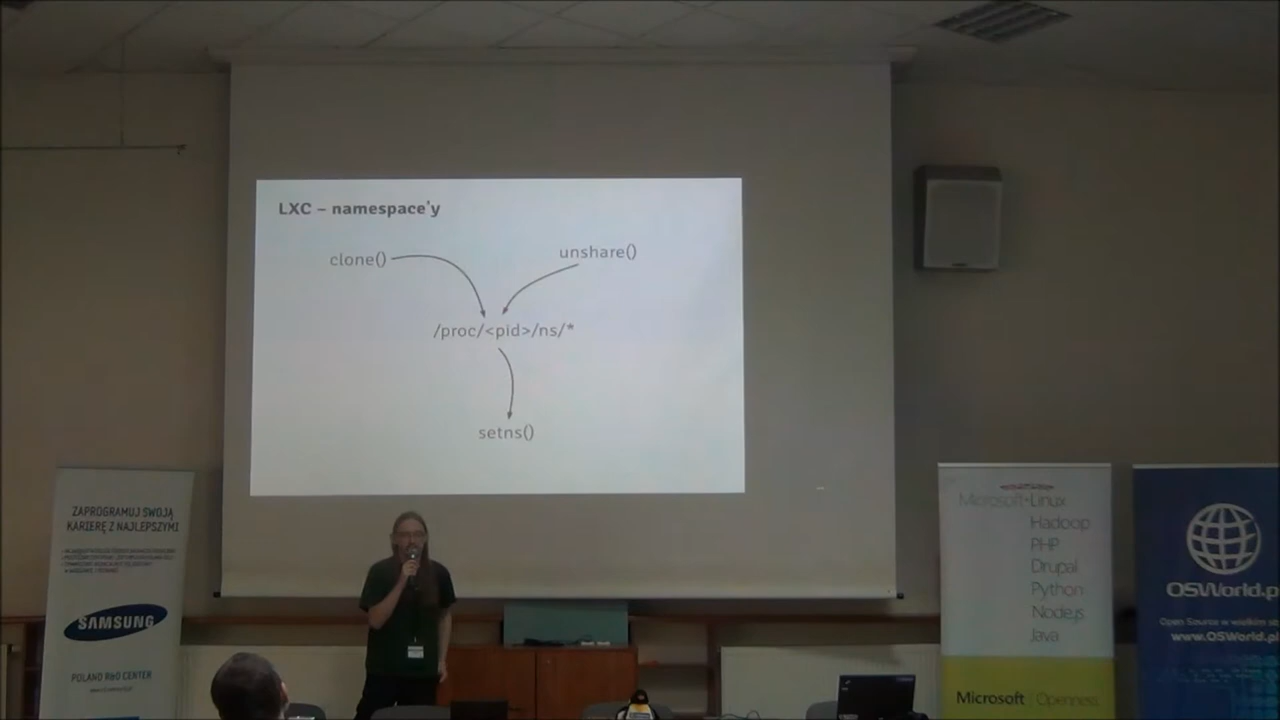 LXC – namespace'y
clone()
unshare()
/proc/<pid>/ns/*
setns()
ZAPROGRAMUJ SWOJĄ
KARIERĘ Z NAJLEPSZYMI
SAMSUNG
POLAND R&D CENTER
Microsoft+Linux
Hadoop
PHP
Drupal
Python
Node.js
Java
Microsoft | Openness
OSWorld.p
Open Source w wielkim
www.OSWorld.pl